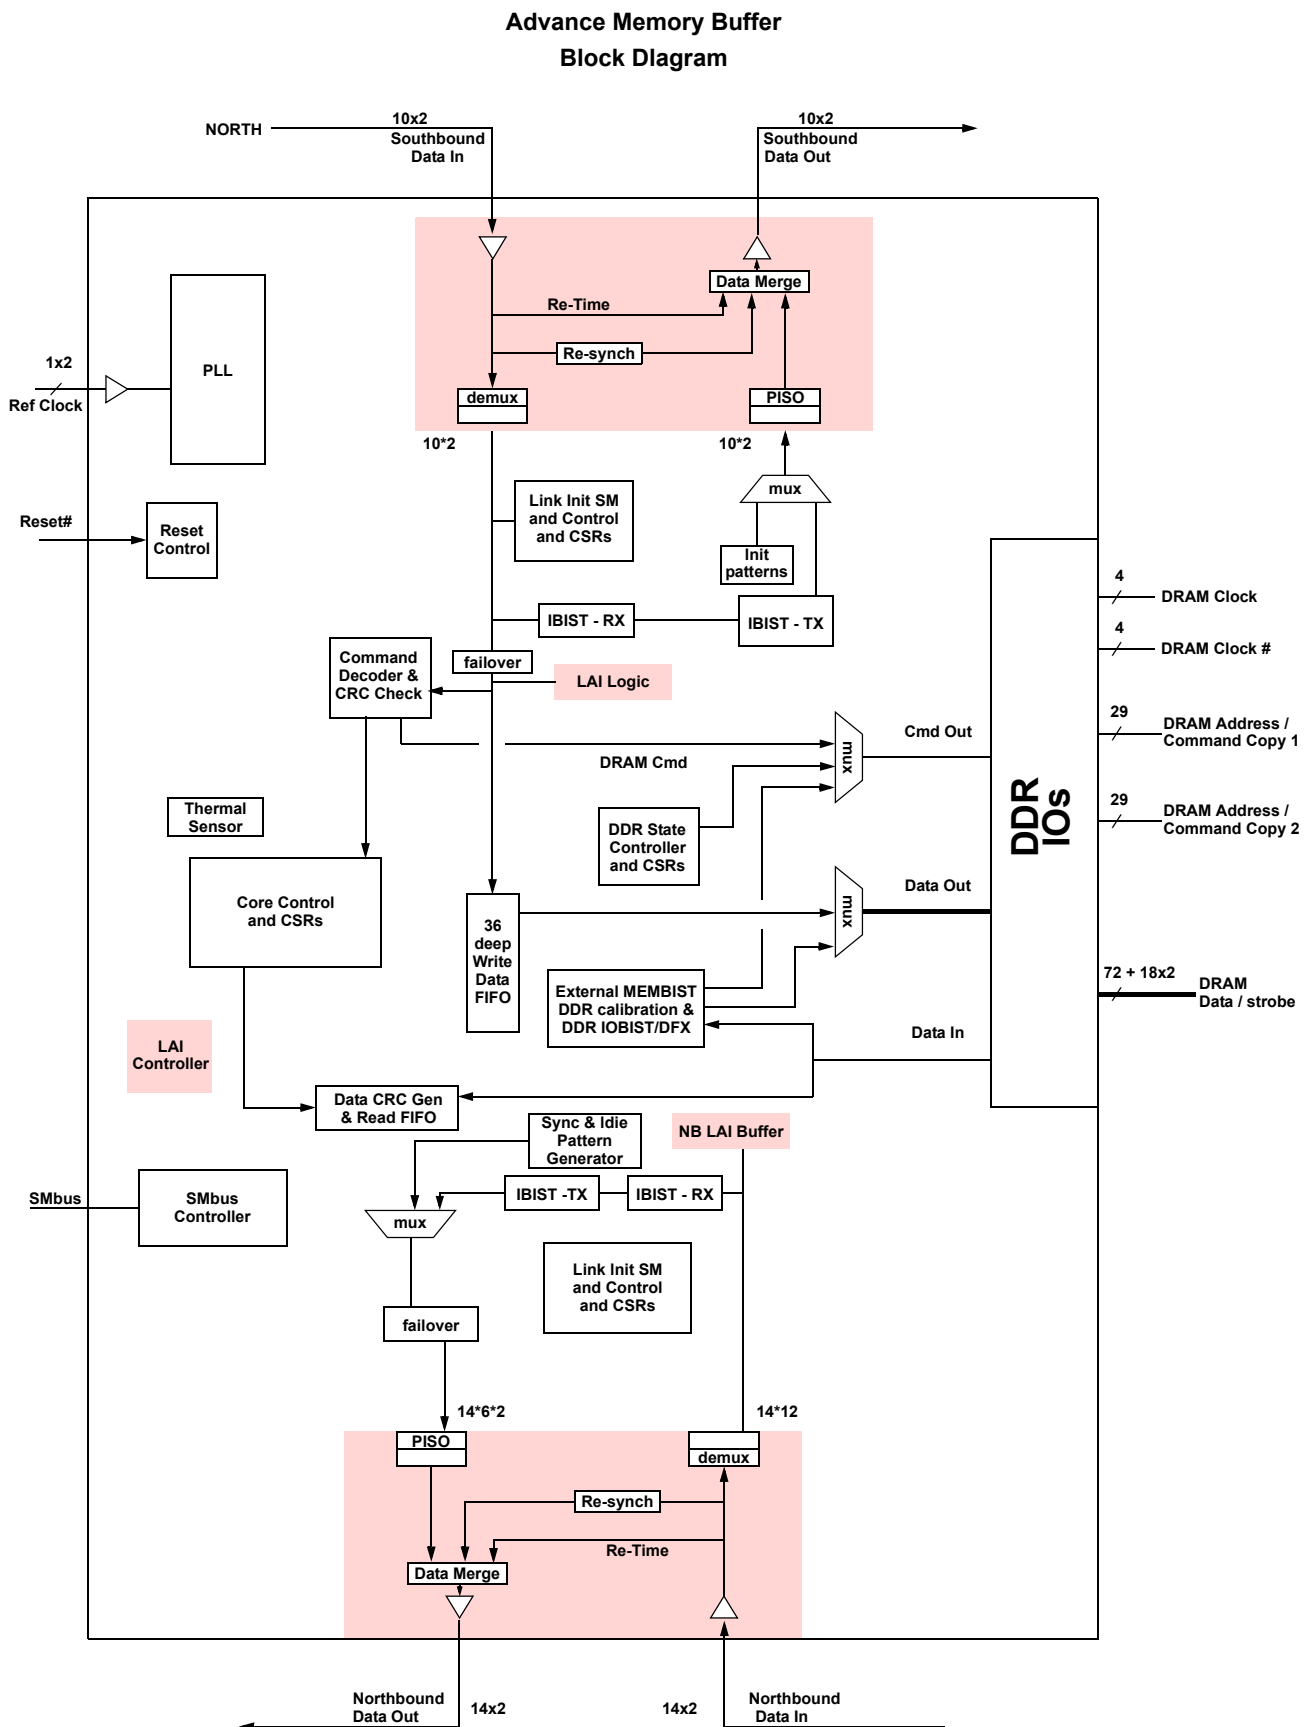 Advance Memory Buffer
Block DIagram
10x2
10x2
NORTH
Southbound
Data In
Southbound
Data Out
Data Merge
Re-Time
Re-synch
1x2
PLL
Ref Clock
demux
PISO
10*2
10*2
mux
Link Init SM
and Control
and CSRs
Reset#
Reset
Control
Init
patterns
4
DRAM Clock
IBIST - RX
IBIST - TX
4
DRAM Clock #
Command
Decoder &
CRC Check
failover
LAI Logic
29
DRAM Address /
Command Copy 1
Cmd Out
mux
DRAM Cmd
DDR
IOs
Thermal
Sensor
29
DRAM Address /
Command Copy 2
DDR State
Controller
and CSRs
Data Out
mux
Core Control
and CSRs
36
deep
Write
Data
FIFO
72 + 18x2
DRAM
Data / strobe
External MEMBIST
DDR calibration &
DDR IOBIST/DFX
Data In
LAI
Controller
Data CRC Gen
& Read FIFO
Sync & Idie
Pattern
Generator
NB LAI Buffer
SMbus
SMbus
Controller
IBIST -TX
IBIST - RX
mux
Link Init SM
and Control
and CSRs
failover
14*6*2
14*12
PISO
demux
Re-synch
Re-Time
Data Merge
Northbound
Data Out
14x2
14x2
Northbound
Data In